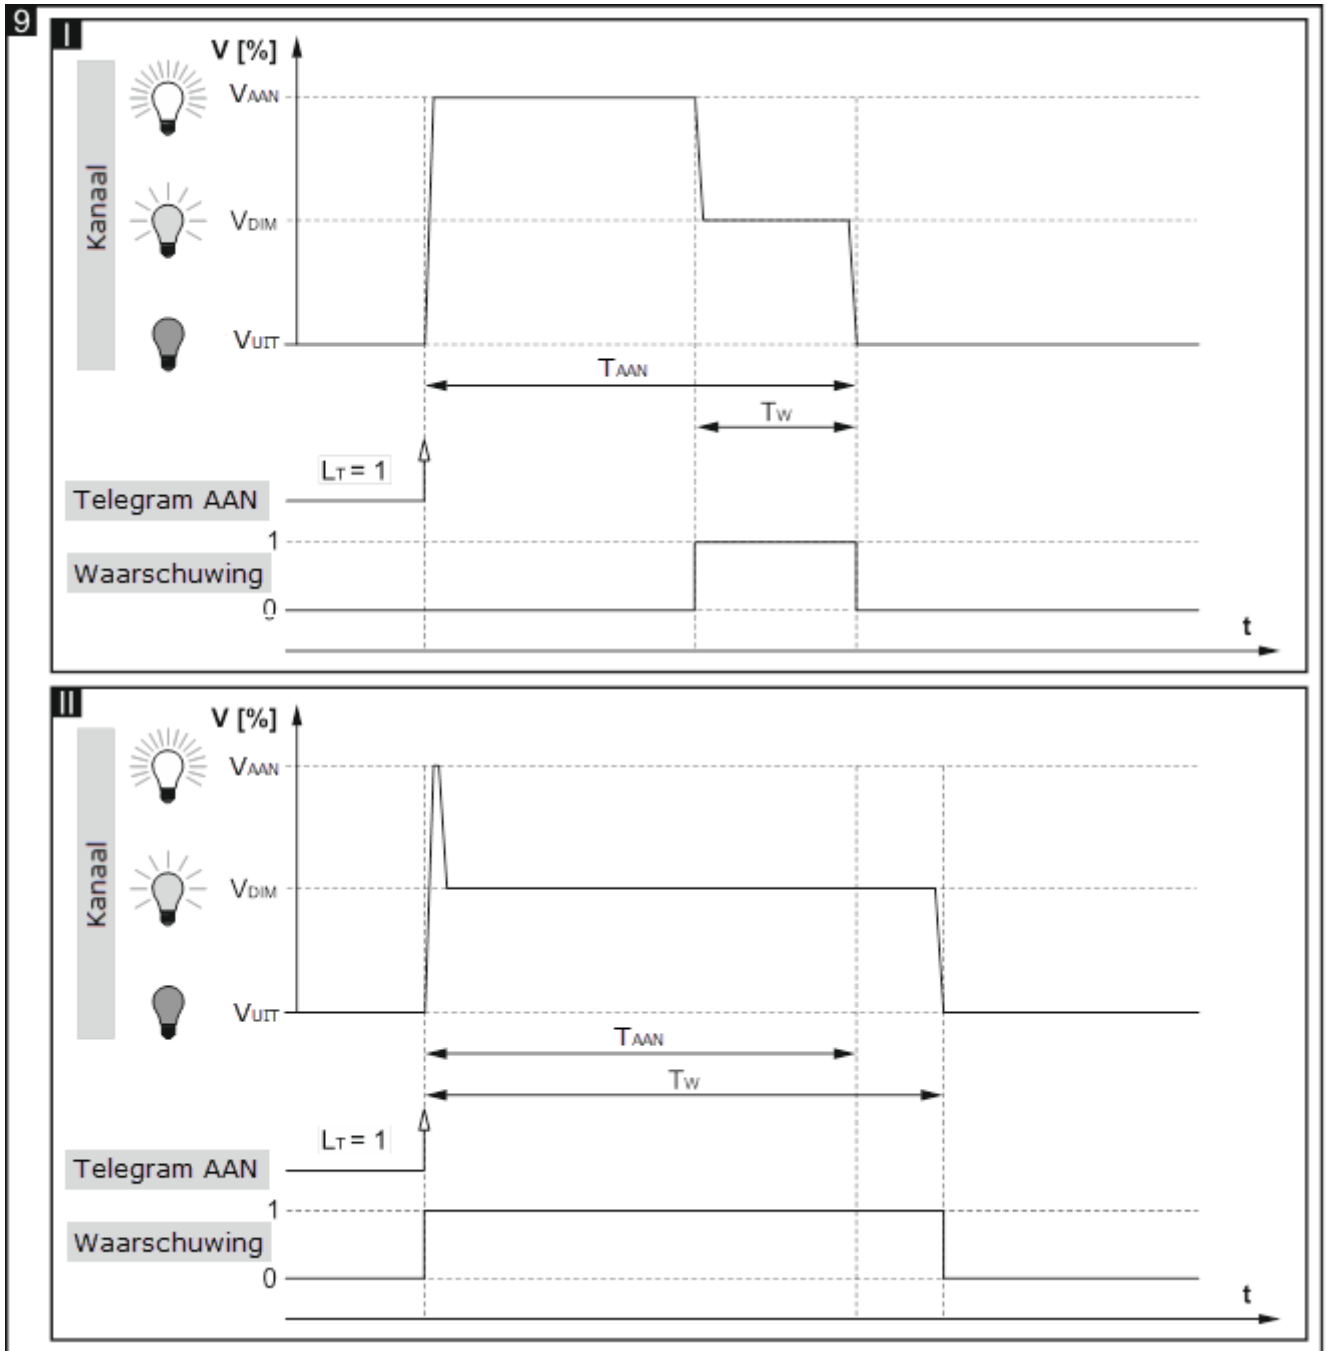 9
I
V [%]
VAAN
Kanaal
VDIM
VUIT
TAAN
TW
LT = 1
Telegram AAN
1
Waarschuwing
0
t
II
V [%]
VAAN
Kanaal
VDIM
VUIT
TAAN
TW
LT = 1
Telegram AAN
1
Waarschuwing
0
t